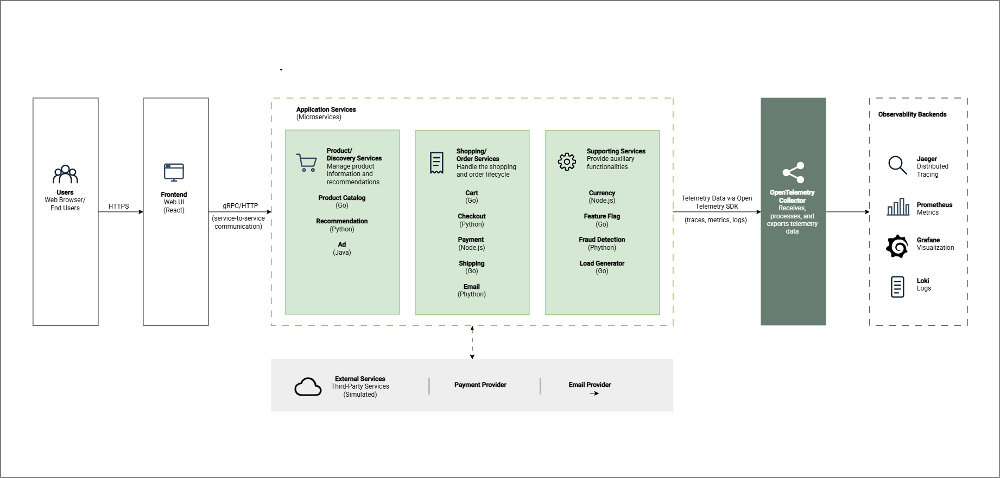 Users
Web Browser/
End Users
HTTPS
Frontend
Web UI
(React)
gRPC/HTTP
(service-to-service
communication)
Application Services
(Microservices)
Product/
Discovery Services
Manage product
information and
recommendations
Product Catalog
(Go)
Recommendation
(Python)
Ad
(Java)
Shopping/
Order Services
Handle the shopping
and order lifecycle
Cart
(Go)
Checkout
(Python)
Payment
(Node.js)
Shipping
(Go)
Email
(Phython)
Supporting Services
Provide auxiliary
functionalities
Currency
(Node.js)
Feature Flag
(Go)
Fraud Detection
(Phython)
Load Generator
(Go)
Telemetry Data via Open
Telemetry SDK
(traces, metrics, logs)
OpenTelemetry
Collector
Receives,
processes, and
exports telemetry
data
Observability Backends
Jaeger
Distributed
Tracing
Prometheus
Metrics
Grafane
Visualization
Loki
Logs
External Services
Third-Party Services
(Simulated)
Payment Provider
Email Provider